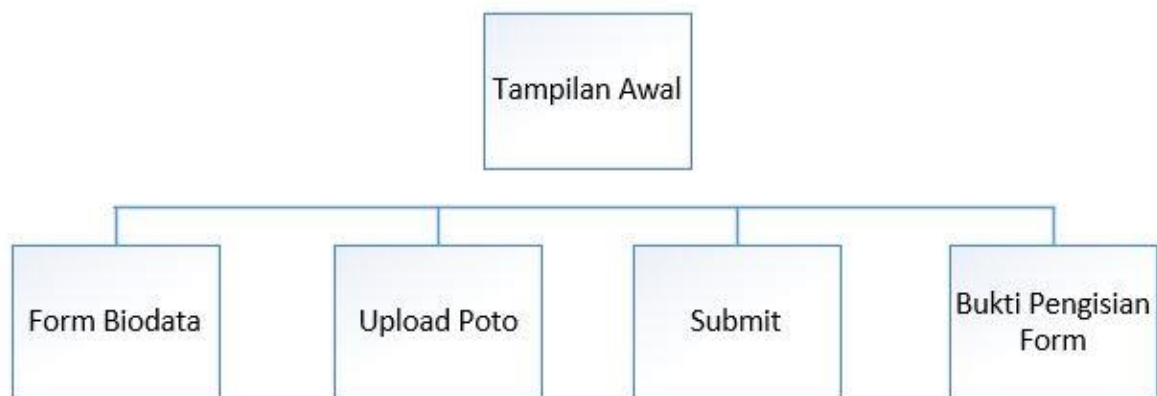 Tampilan Awal
Form Biodata
Upload Poto
Submit
Bukti Pengisian
Form